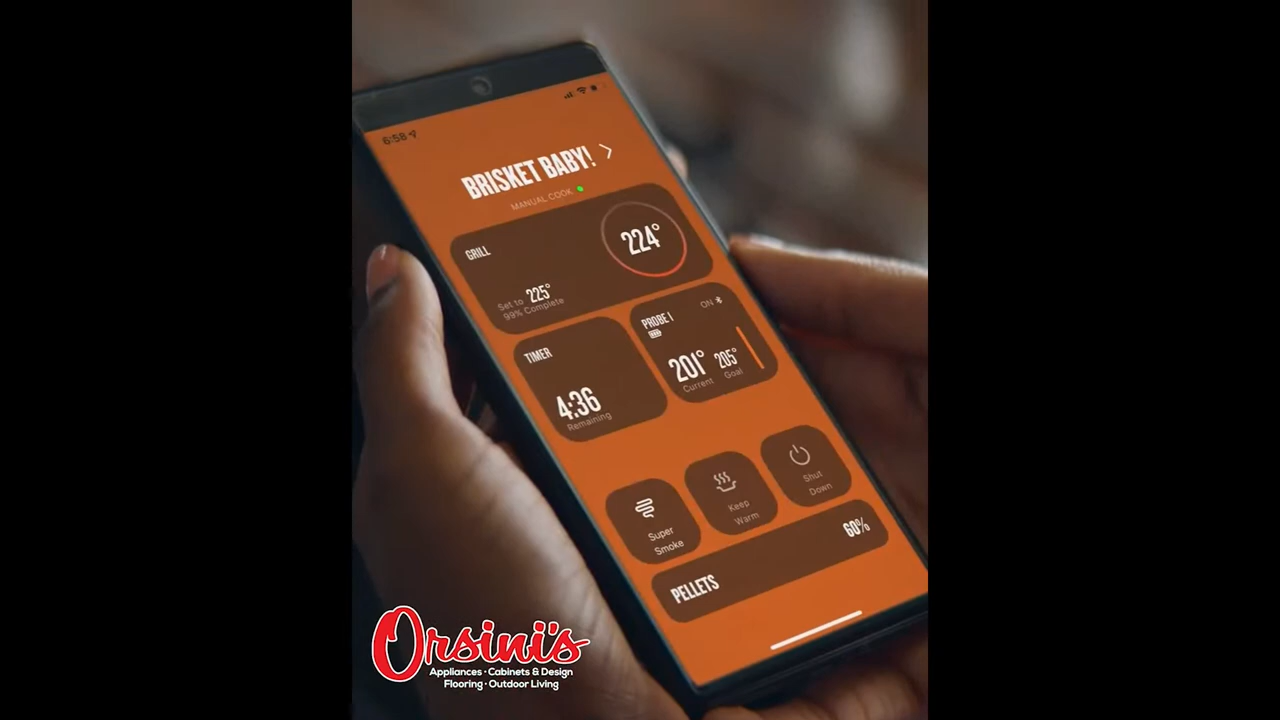 6:58
BRISKET BABY!
MANUAL COOK
GRILL
224°
Set to 225°
99% Complete
TIMER
4:36
Remaining
PROBE 1
ON
201° 205°
Current Goal
Super
Smoke
Keep
Warm
Shut
Down
PELLETS
60%
Orsini's
Appliances · Cabinets & Design
Flooring · Outdoor Living